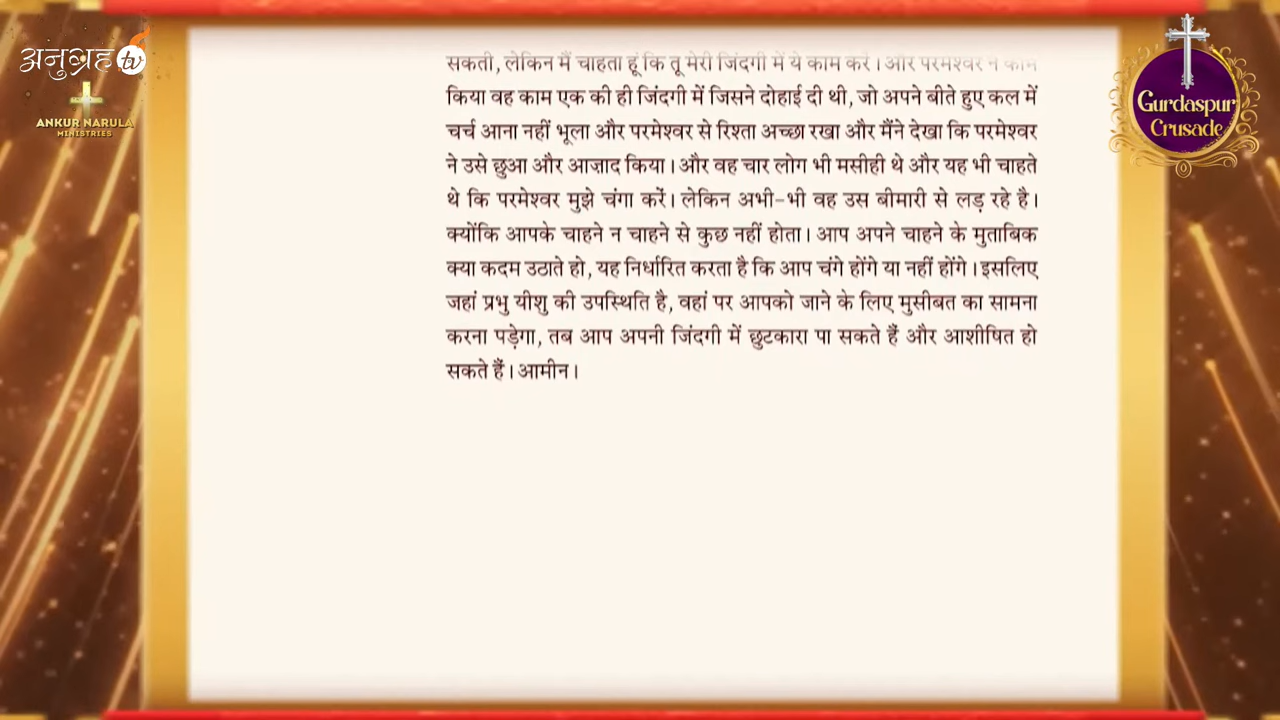 अनुग्रह tv
ANKUR NARULA
MINISTRIES
Gurdaspur
Crusade
सकती, लेकिन मैं चाहता हूं कि तू मेरी जिंदगी में ये काम करें। और परमेश्वर ने काम
किया वह काम एक की ही जिंदगी में जिसने दोहाई दी थी, जो अपने बीते हुए कल में
चर्च आना नहीं भूला और परमेश्वर से रिश्ता अच्छा रखा और मैंने देखा कि परमेश्वर
ने उसे छुआ और आज़ाद किया। और वह चार लोग भी मसीही थे और यह भी चाहते
थे कि परमेश्वर मुझे चंगा करें। लेकिन अभी-भी वह उस बीमारी से लड़ रहे है।
क्योंकि आपके चाहने न चाहने से कुछ नहीं होता। आप अपने चाहने के मुताबिक
क्या कदम उठाते हो, यह निर्धारित करता है कि आप चंगे होंगे या नहीं होंगे। इसलिए
जहां प्रभु यीशु की उपस्थिति है, वहां पर आपको जाने के लिए मुसीबत का सामना
करना पड़ेगा, तब आप अपनी जिंदगी में छुटकारा पा सकते हैं और आशीषित हो
सकते हैं। आमीन।